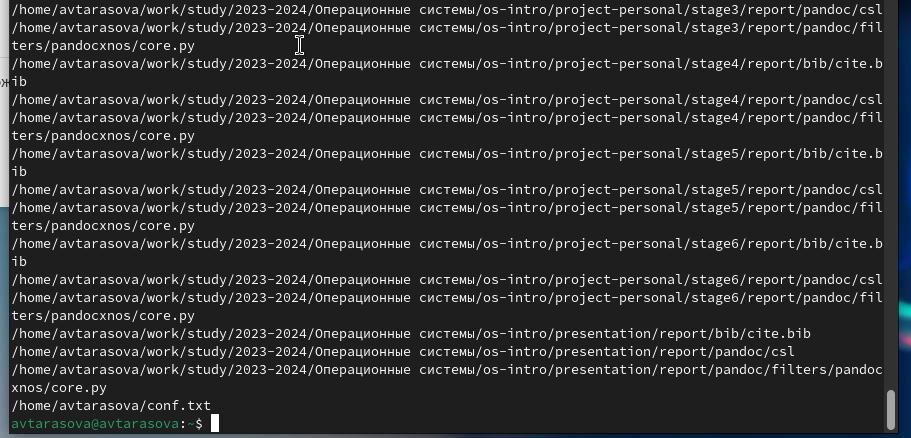 /home/avtarasova/work/study/2023-2024/Операционные системы/os-intro/project-personal/stage3/report/pandoc/csl
/home/avtarasova/work/study/2023-2024/Операционные системы/os-intro/project-personal/stage3/report/pandoc/fil
ters/pandocxnos/core.py
/home/avtarasova/work/study/2023-2024/Операционные системы/os-intro/project-personal/stage4/report/bib/cite.b
ib
/home/avtarasova/work/study/2023-2024/Операционные системы/os-intro/project-personal/stage4/report/pandoc/csl
/home/avtarasova/work/study/2023-2024/Операционные системы/os-intro/project-personal/stage4/report/pandoc/fil
ters/pandocxnos/core.py
/home/avtarasova/work/study/2023-2024/Операционные системы/os-intro/project-personal/stage5/report/bib/cite.b
ib
/home/avtarasova/work/study/2023-2024/Операционные системы/os-intro/project-personal/stage5/report/pandoc/csl
/home/avtarasova/work/study/2023-2024/Операционные системы/os-intro/project-personal/stage5/report/pandoc/fil
ters/pandocxnos/core.py
/home/avtarasova/work/study/2023-2024/Операционные системы/os-intro/project-personal/stage6/report/bib/cite.b
ib
/home/avtarasova/work/study/2023-2024/Операционные системы/os-intro/project-personal/stage6/report/pandoc/csl
/home/avtarasova/work/study/2023-2024/Операционные системы/os-intro/project-personal/stage6/report/pandoc/fil
ters/pandocxnos/core.py
/home/avtarasova/work/study/2023-2024/Операционные системы/os-intro/presentation/report/bib/cite.bib
/home/avtarasova/work/study/2023-2024/Операционные системы/os-intro/presentation/report/pandoc/csl
/home/avtarasova/work/study/2023-2024/Операционные системы/os-intro/presentation/report/pandoc/filters/pandoc
xnos/core.py
/home/avtarasova/conf.txt
avtarasova@avtarasova:~$